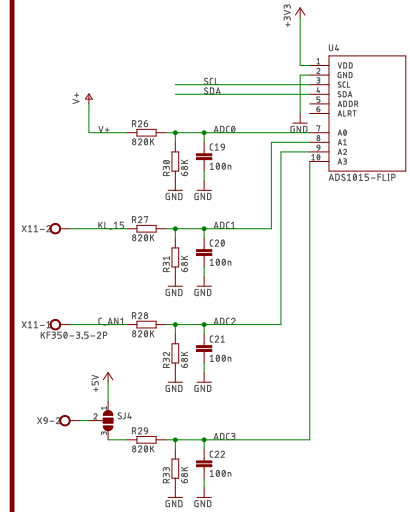 +3V3
U4
1 VDD
2 GND
SCL 3 SCL
SDA 4 SDA
5 ADDR
6 ALRT
V+
GND
V+ R26 ADC0 7 A0
820K
8 A1
9 A2
10 A3
ADS1015-FLIP
R30 68K C19 100n
GND GND
X11-2 KL_15 R27 ADC1
820K
R31 68K C20 100n
GND GND
X11-1 C_AN1 R28 ADC2
KF350-3.5-2P 820K
R32 68K C21 100n
GND GND
+5V
1
X9-2 2 SJ4
3
R29 ADC3
820K
R33 68K C22 100n
GND GND